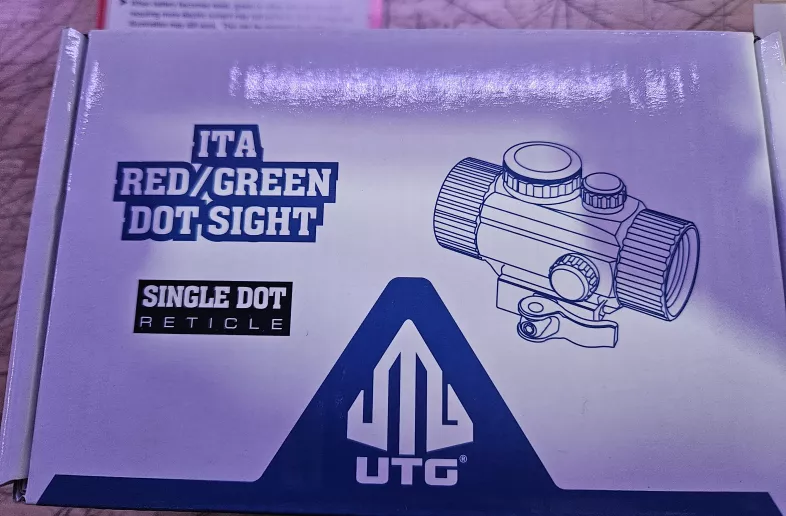 ITA
RED/GREEN
DOT SIGHT
SINGLE DOT
RETICLE
UTG®